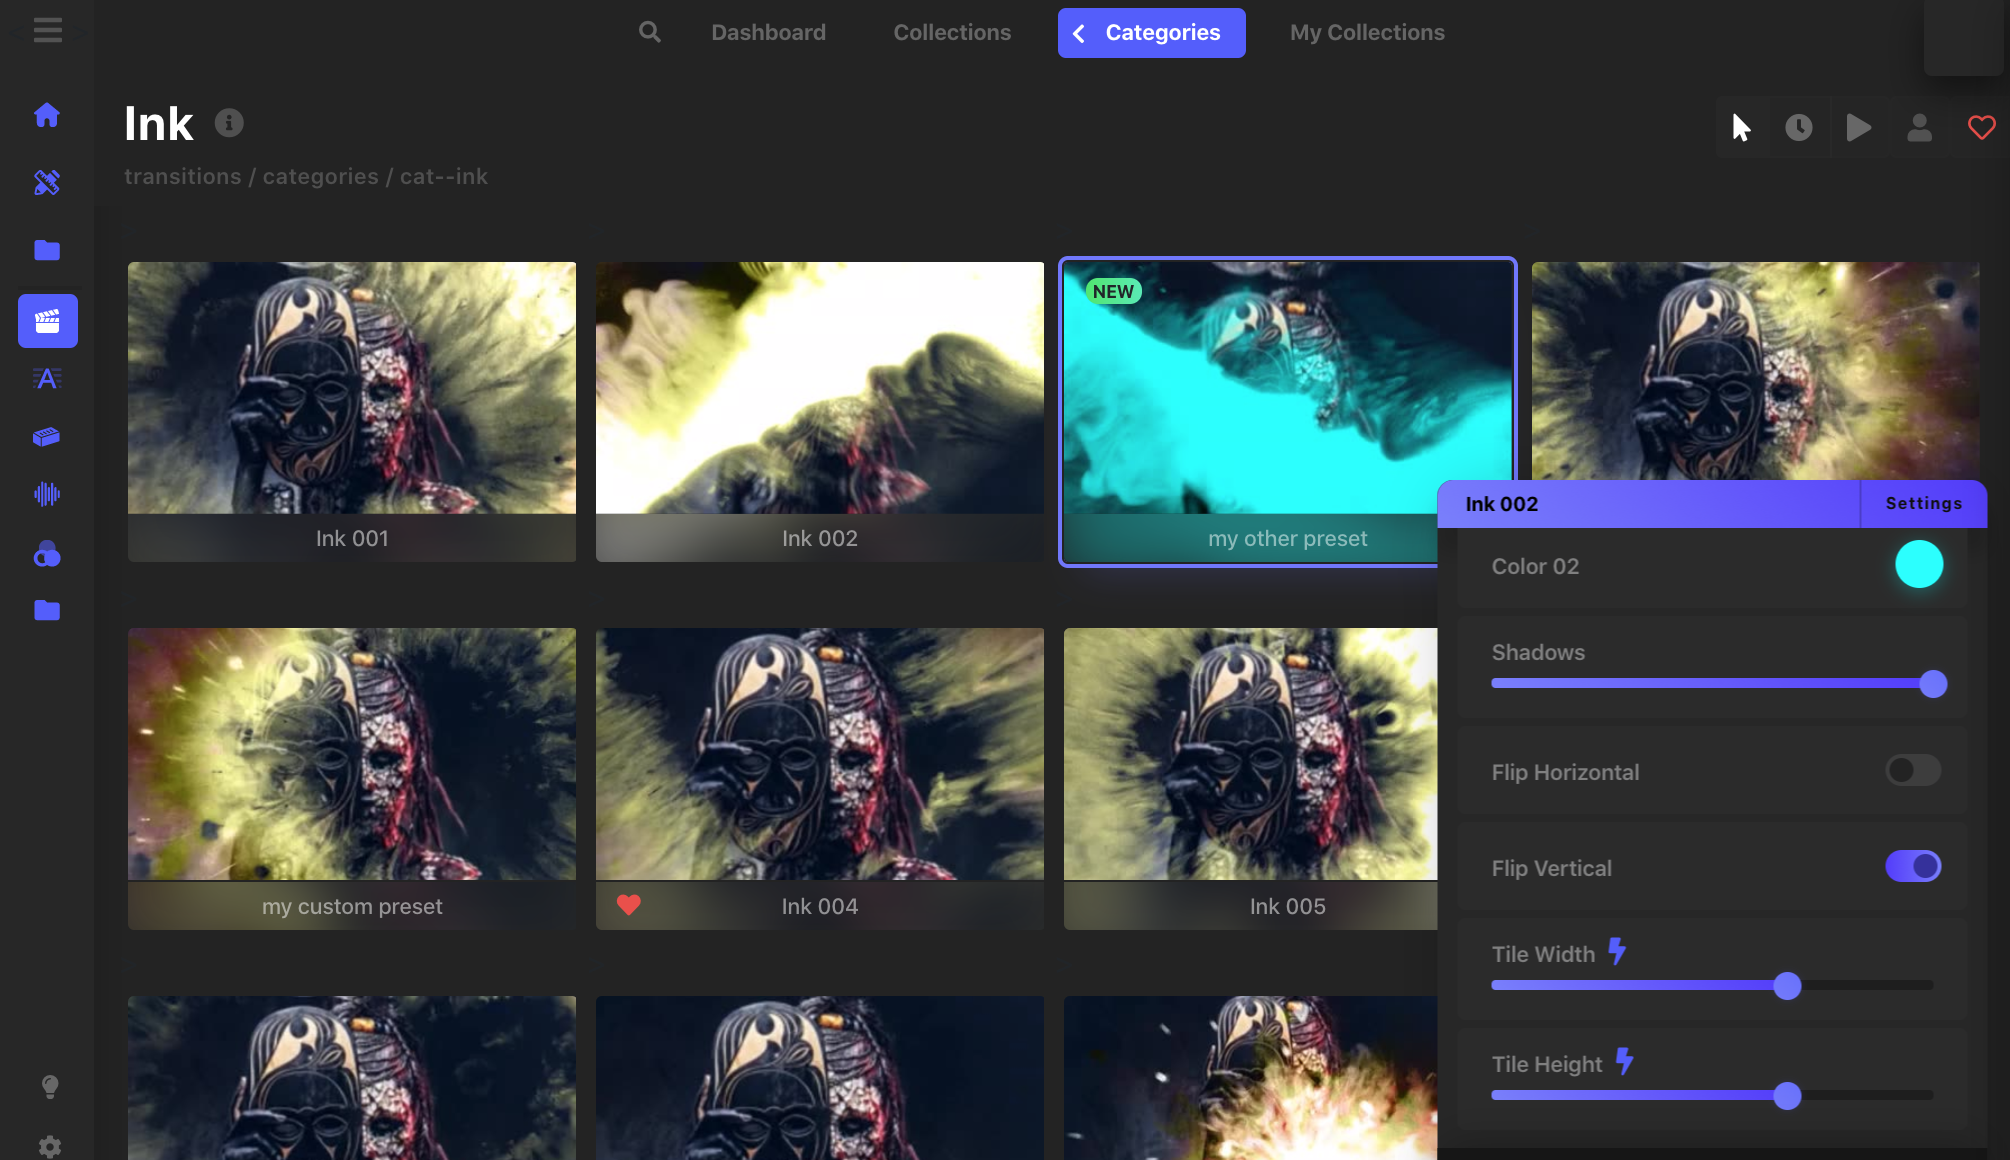 Dashboard
Collections
Categories
My Collections
Ink
transitions / categories / cat--ink
NEW
Ink 001
Ink 002
my other preset
Ink 002
Settings
Color 02
Shadows
Flip Horizontal
Flip Vertical
Tile Width
Tile Height
my custom preset
Ink 004
Ink 005